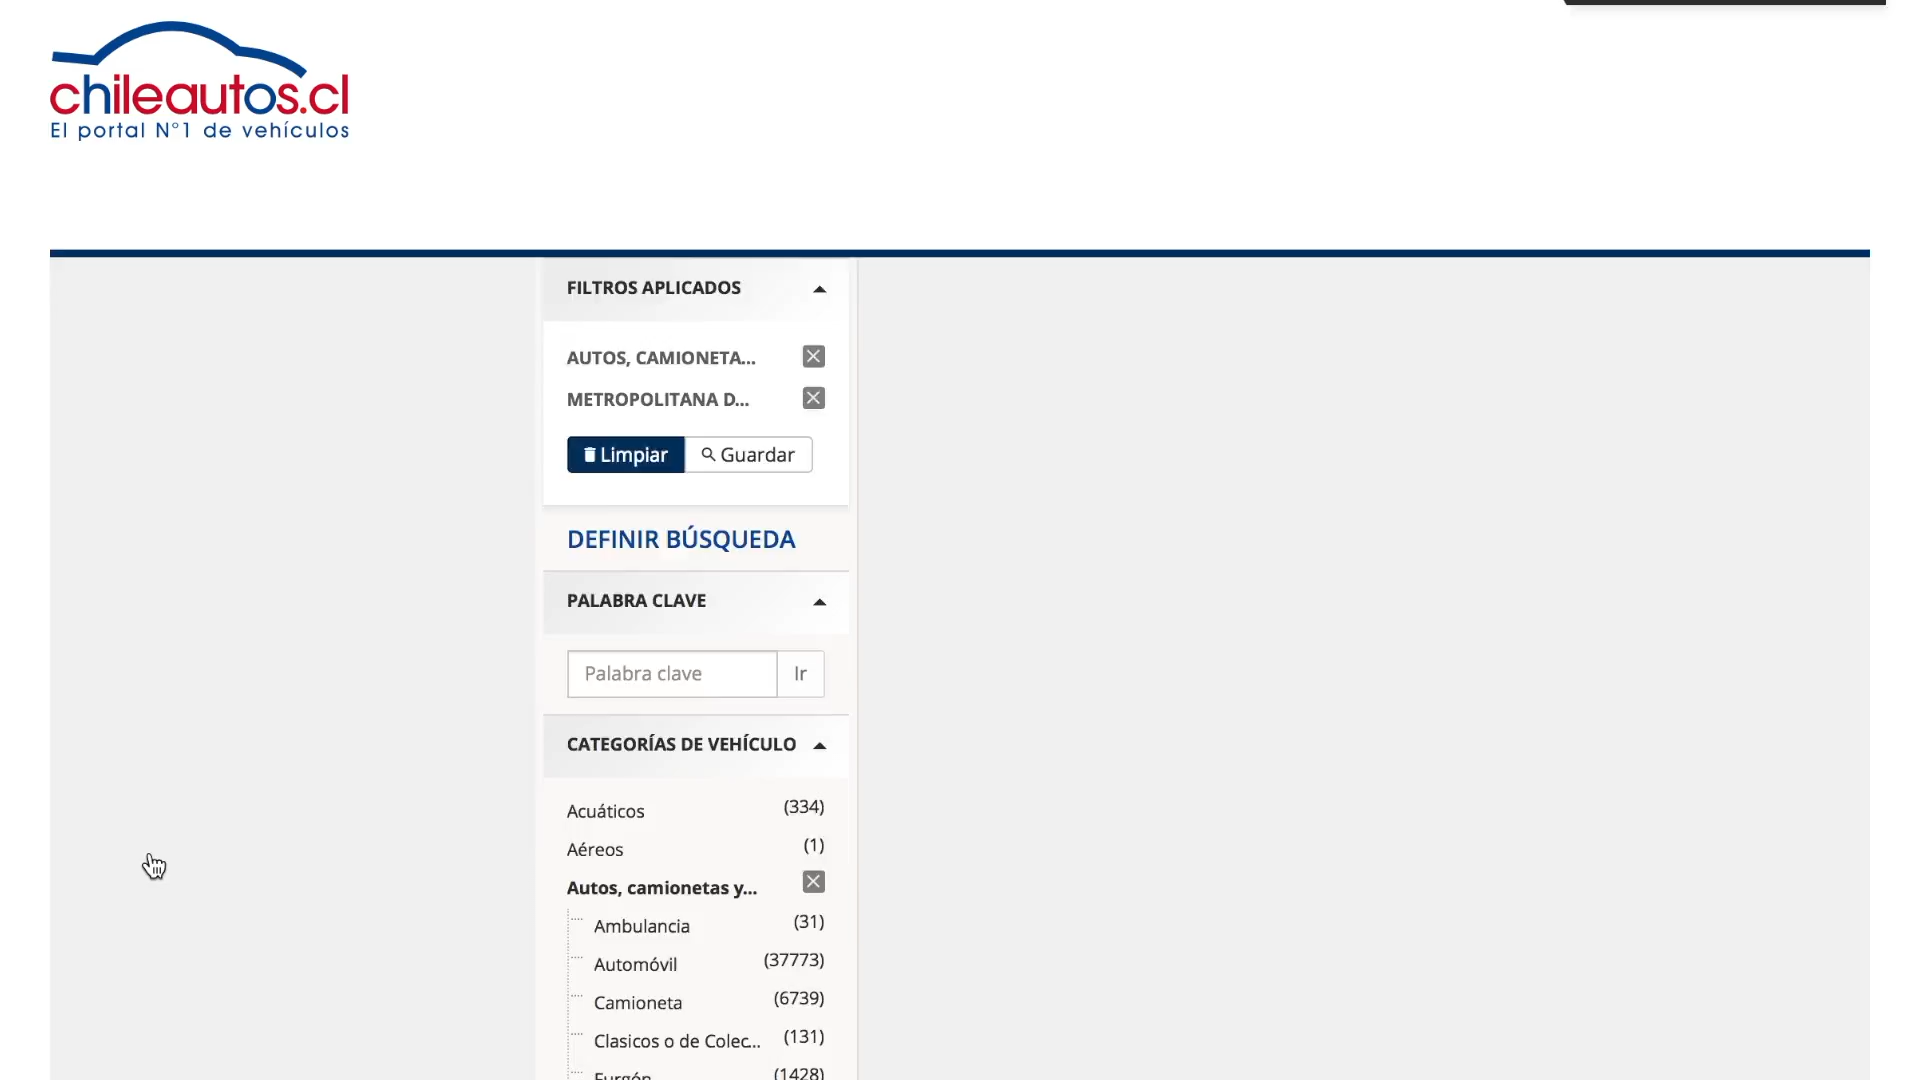 chileautos.cl
El portal N°1 de vehículos
FILTROS APLICADOS
AUTOS, CAMIONETA...
METROPOLITANA D...
Limpiar Guardar
DEFINIR BÚSQUEDA
PALABRA CLAVE
Palabra clave Ir
CATEGORÍAS DE VEHÍCULO
Acuáticos (334)
Aéreos (1)
Autos, camionetas y...
Ambulancia (31)
Automóvil (37773)
Camioneta (6739)
Clasicos o de Colec... (131)
Furgón (1428)